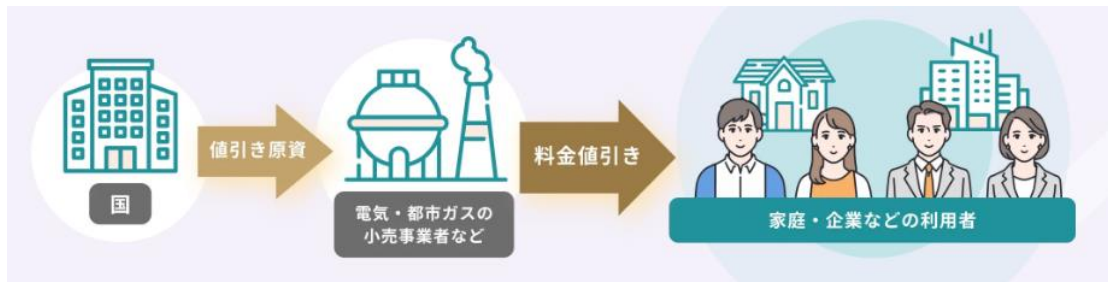 国
値引き原資
電気・都市ガスの
小売事業者など
料金値引き
家庭・企業などの利用者